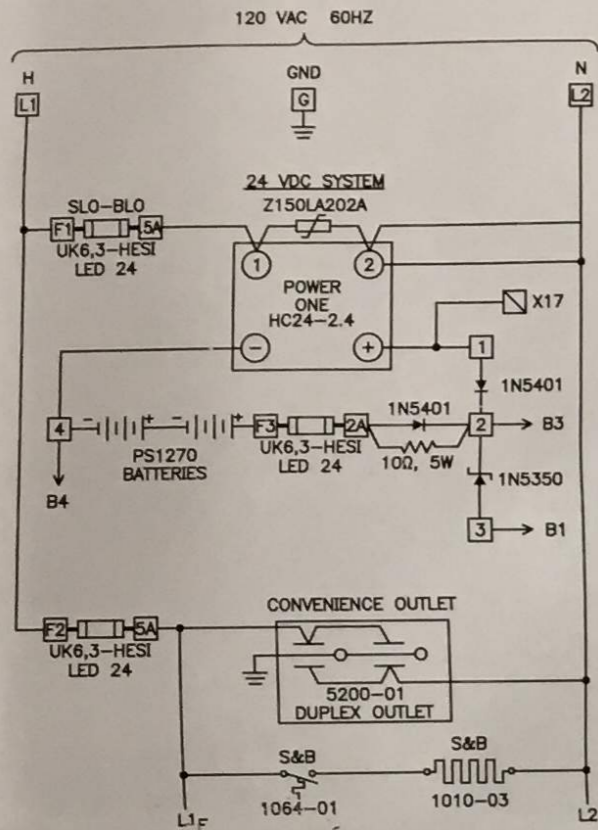 120 VAC 60HZ
H
GND
N
L1
G
L2
24 VDC SYSTEM
Z150LA202A
SLO-BLO
F1
.5A
UK6,3-HESI
LED 24
1
2
POWER
ONE
HC24-2.4
-
+
X17
1
1N5401
4
- + - +
F3
2A
1N5401
2
B3
PS1270
BATTERIES
UK6,3-HESI
LED 24
10Ω, 5W
1N5350
B4
3
B1
CONVENIENCE OUTLET
F2
5A
UK6,3-HESI
LED 24
5200-01
DUPLEX OUTLET
S&B
S&B
1064-01
1010-03
L1F
L2